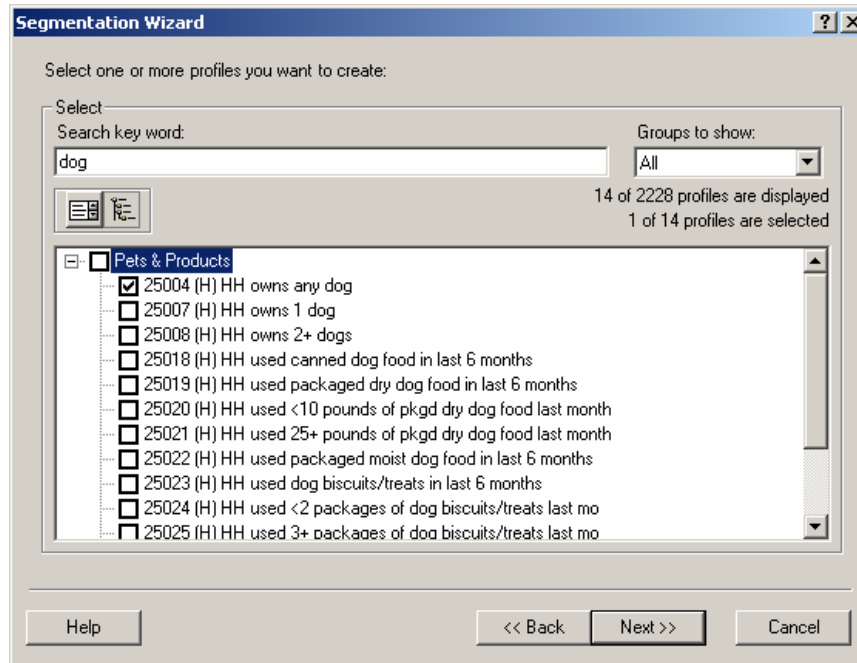 Segmentation Wizard
Select one or more profiles you want to create:
Select
Search key word:
Groups to show:
dog
All
14 of 2228 profiles are displayed
1 of 14 profiles are selected
Pets & Products
25004 (H) HH owns any dog
25007 (H) HH owns 1 dog
25008 (H) HH owns 2+ dogs
25018 (H) HH used canned dog food in last 6 months
25019 (H) HH used packaged dry dog food in last 6 months
25020 (H) HH used <10 pounds of pkgd dry dog food last month
25021 (H) HH used 25+ pounds of pkgd dry dog food last month
25022 (H) HH used packaged moist dog food in last 6 months
25023 (H) HH used dog biscuits/treats in last 6 months
25024 (H) HH used <2 packages of dog biscuits/treats last mo
25025 (H) HH used 3+ packages of dog biscuits/treats last mo
Help
<< Back
Next >>
Cancel